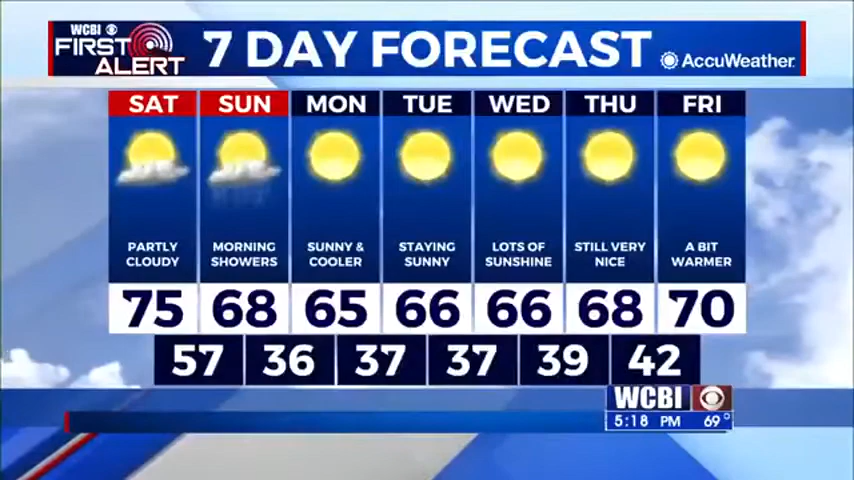 WCBI
FIRST
ALERT
7 DAY FORECAST
AccuWeather
SAT SUN MON TUE WED THU FRI
PARTLY CLOUDY
MORNING SHOWERS
SUNNY & COOLER
STAYING SUNNY
LOTS OF SUNSHINE
STILL VERY NICE
A BIT WARMER
75 68 65 66 66 68 70
57 36 37 37 39 42
WCBI
5:18 PM 69°